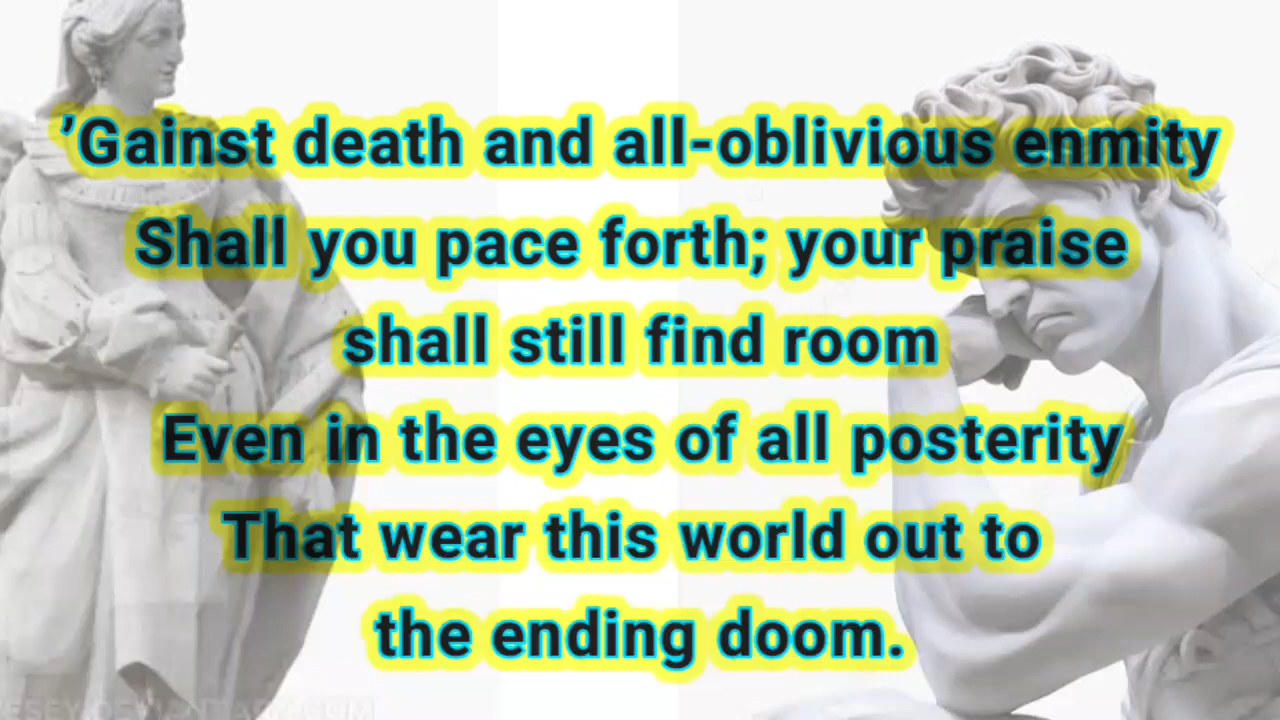 ’Gainst death and all-oblivious enmity
Shall you pace forth; your praise
shall still find room
Even in the eyes of all posterity
That wear this world out to
the ending doom.